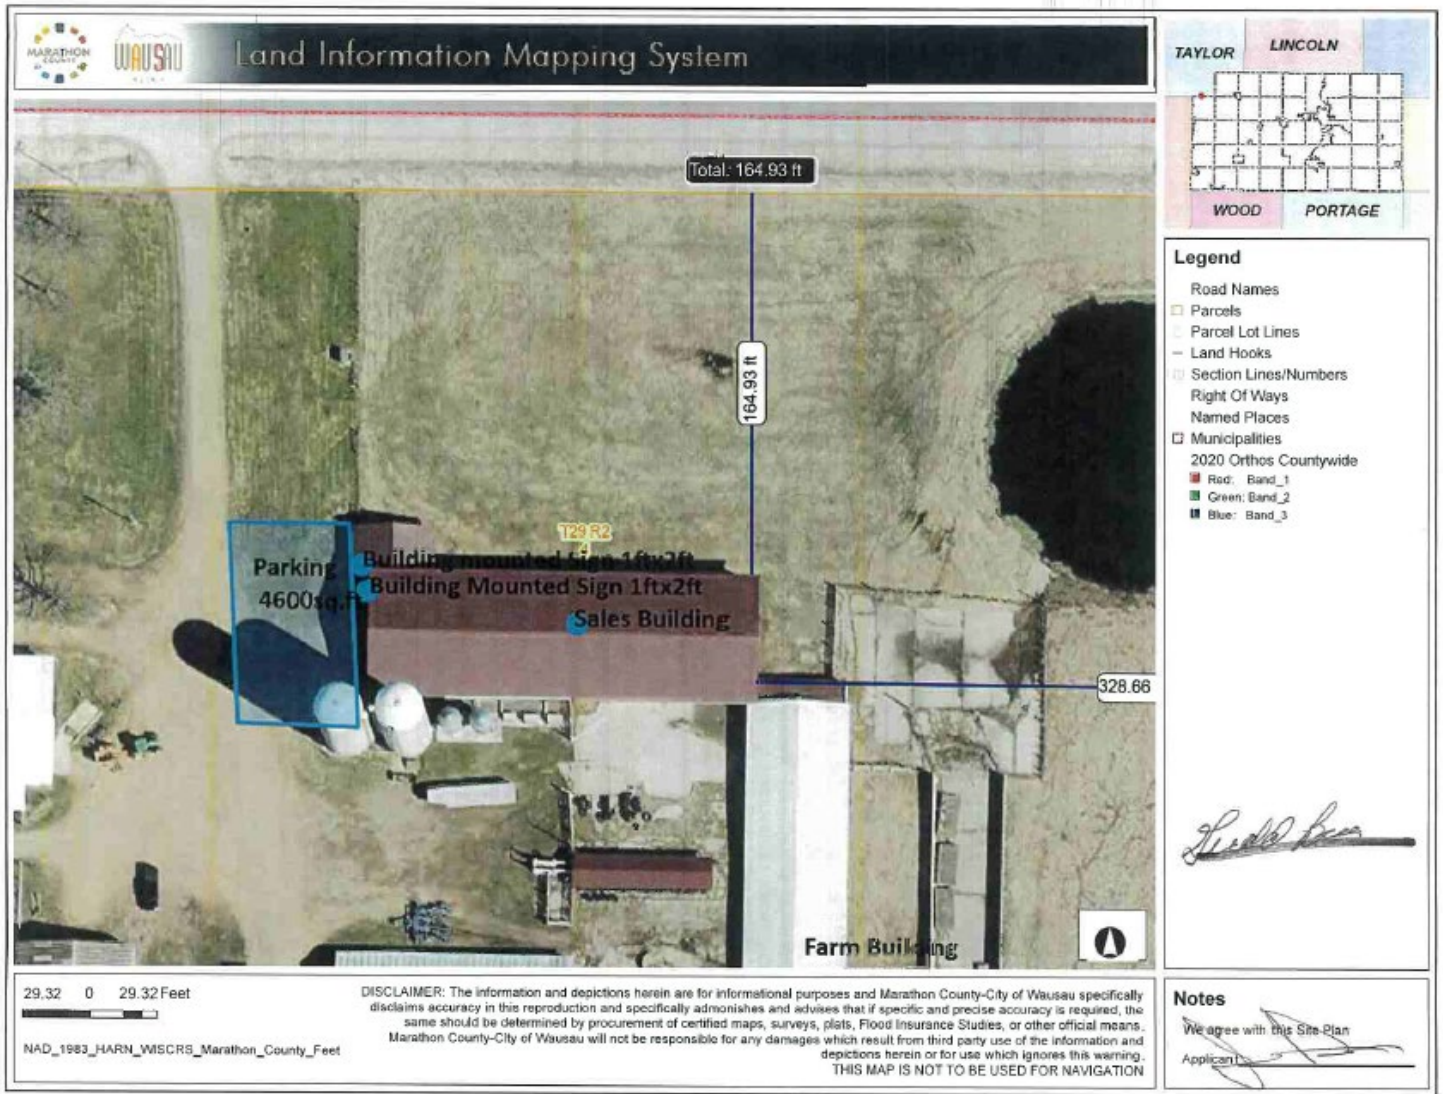 MARATHON
COUNTY
WAUSAU
Land Information Mapping System
TAYLOR
LINCOLN
WOOD
PORTAGE
Total: 164.93 ft
164.93 ft
T29 R2
4
Parking
4600sq.f
Building mounted Sign 1ftx2ft
Building Mounted Sign 1ftx2ft
Sales Building
328.66
Farm Building
Legend
Road Names
Parcels
Parcel Lot Lines
Land Hooks
Section Lines/Numbers
Right Of Ways
Named Places
Municipalities
2020 Orthos Countywide
Red: Band_1
Green: Band_2
Blue: Band_3
29.32 0 29.32 Feet
NAD_1983_HARN_WISCRS_Marathon_County_Feet
DISCLAIMER: The information and depictions herein are for informational purposes and Marathon County-City of Wausau specifically
disclaims accuracy in this reproduction and specifically admonishes and advises that if specific and precise accuracy is required, the
same should be determined by procurement of certified maps, surveys, plats, Flood Insurance Studies, or other official means.
Marathon County-City of Wausau will not be responsible for any damages which result from third party use of the information and
depictions herein or for use which ignores this warning.
THIS MAP IS NOT TO BE USED FOR NAVIGATION
Notes
We agree with this Site Plan
Applicant